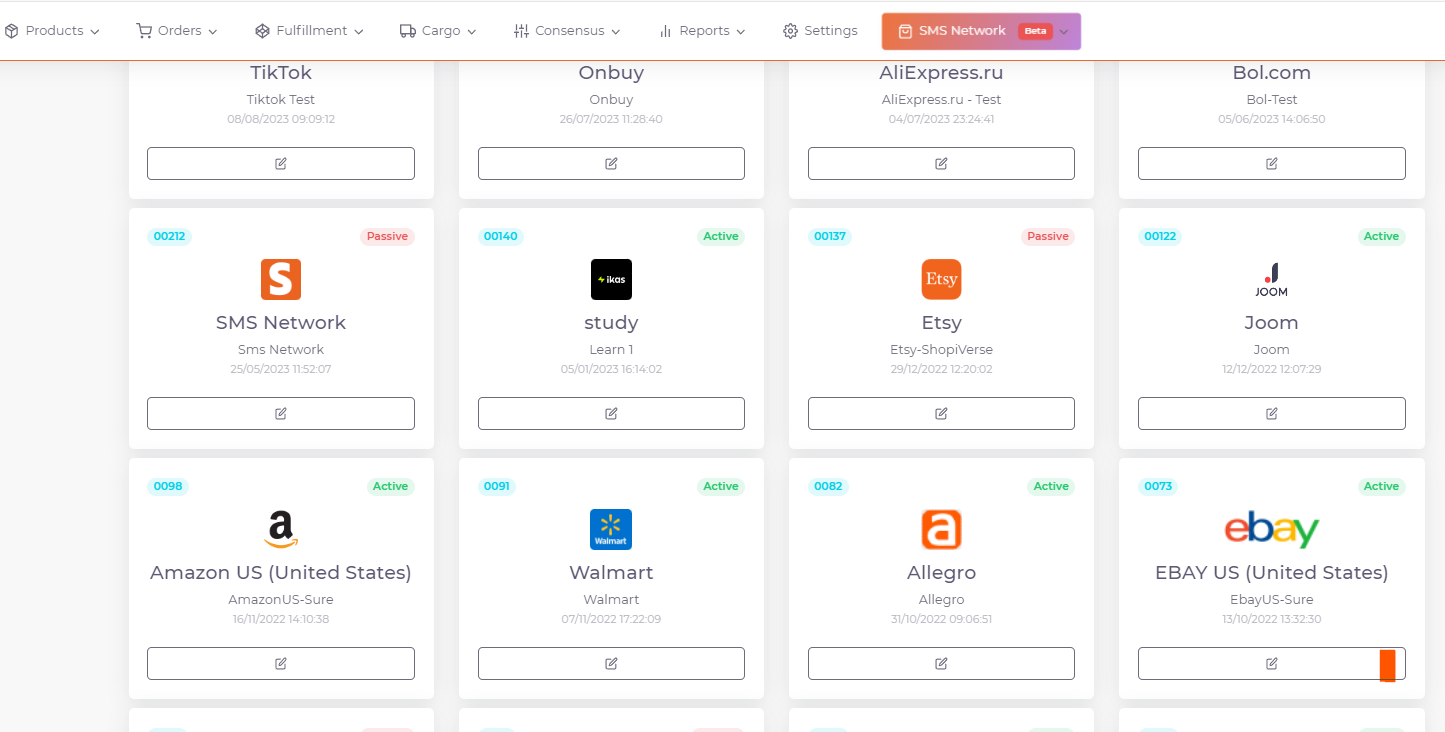 Products
Orders
Fulfillment
Cargo
Consensus
Reports
Settings
SMS Network Beta
TikTok
Tiktok Test
08/08/2023 09:09:12
Onbuy
Onbuy
26/07/2023 11:28:40
AliExpress.ru
AliExpress.ru - Test
04/07/2023 23:24:41
Bol.com
Bol-Test
05/06/2023 14:06:50
00212 Passive
S
SMS Network
Sms Network
25/05/2023 11:52:07
00140 Active
ikas
study
Learn 1
05/01/2023 16:14:02
00137 Passive
Etsy
Etsy
Etsy-ShopiVerse
29/12/2022 12:20:02
00122 Active
JOOM
Joom
Joom
12/12/2022 12:07:29
0098 Active
a
Amazon US (United States)
AmazonUS-Sure
16/11/2022 14:10:38
0091 Active
Walmart
Walmart
Walmart
07/11/2022 17:22:09
0082 Active
a
Allegro
Allegro
31/10/2022 09:06:51
0073 Active
ebay
EBAY US (United States)
EbayUS-Sure
13/10/2022 13:32:30